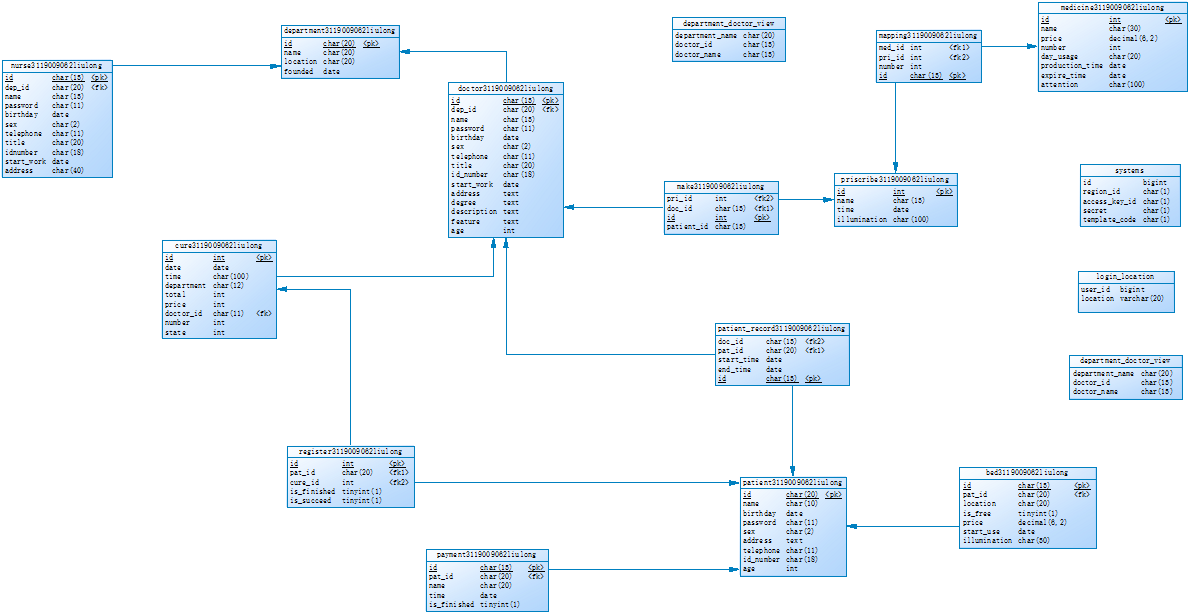 department3119009062liulong
id char(20) <pk>
name char(20)
location char(20)
founded date
nurse3119009062liulong
id char(15) <pk>
dep_id char(20) <fk>
name char(15)
password char(11)
birthday date
sex char(2)
telephone char(11)
title char(20)
idnumber char(18)
start_work date
address char(40)
doctor3119009062liulong
id char(15) <pk>
dep_id char(20) <fk>
name char(15)
password char(11)
birthday date
sex char(2)
telephone char(11)
title char(20)
id_number char(18)
start_work date
address text
degree text
description text
feature text
age int
department_doctor_view
department_name char(20)
doctor_id char(15)
doctor_name char(15)
mapping3119009062liulong
med_id int <fk1>
pri_id int <fk2>
number int
id char(15) <pk>
medicine3119009062liulong
id int <pk>
name char(30)
price decimal(6,2)
number int
day_usage char(20)
production_time date
expire_time date
attention char(100)
make3119009062liulong
pri_id int <fk2>
doc_id char(15) <fk1>
id int <pk>
patient_id char(15)
priscribe3119009062liulong
id int <pk>
name char(15)
time date
illumination char(100)
systems
id bigint
region_id char(1)
access_key_id char(1)
secret char(1)
template_code char(1)
cure3119009062liulong
id int <pk>
date date
time char(100)
department char(12)
total int
price int
doctor_id char(11) <fk>
number int
state int
login_location
user_id bigint
location varchar(20)
patient_record3119009062liulong
doc_id char(15) <fk2>
pat_id char(20) <fk1>
start_time date
end_time date
id char(15) <pk>
department_doctor_view
department_name char(20)
doctor_id char(15)
doctor_name char(15)
register3119009062liulong
id int <pk>
pat_id char(20) <fk1>
cure_id int <fk2>
is_finished tinyint(1)
is_succeed tinyint(1)
patient3119009062liulong
id char(20) <pk>
name char(10)
birthday date
password char(11)
sex char(2)
address text
telephone char(11)
id_number char(18)
age int
bed3119009062liulong
id char(15) <pk>
pat_id char(20) <fk>
location char(20)
is_free tinyint(1)
price decimal(6,2)
start_use date
illumination char(50)
payment3119009062liulong
id char(15) <pk>
pat_id char(20) <fk>
name char(20)
time date
is_finished tinyint(1)